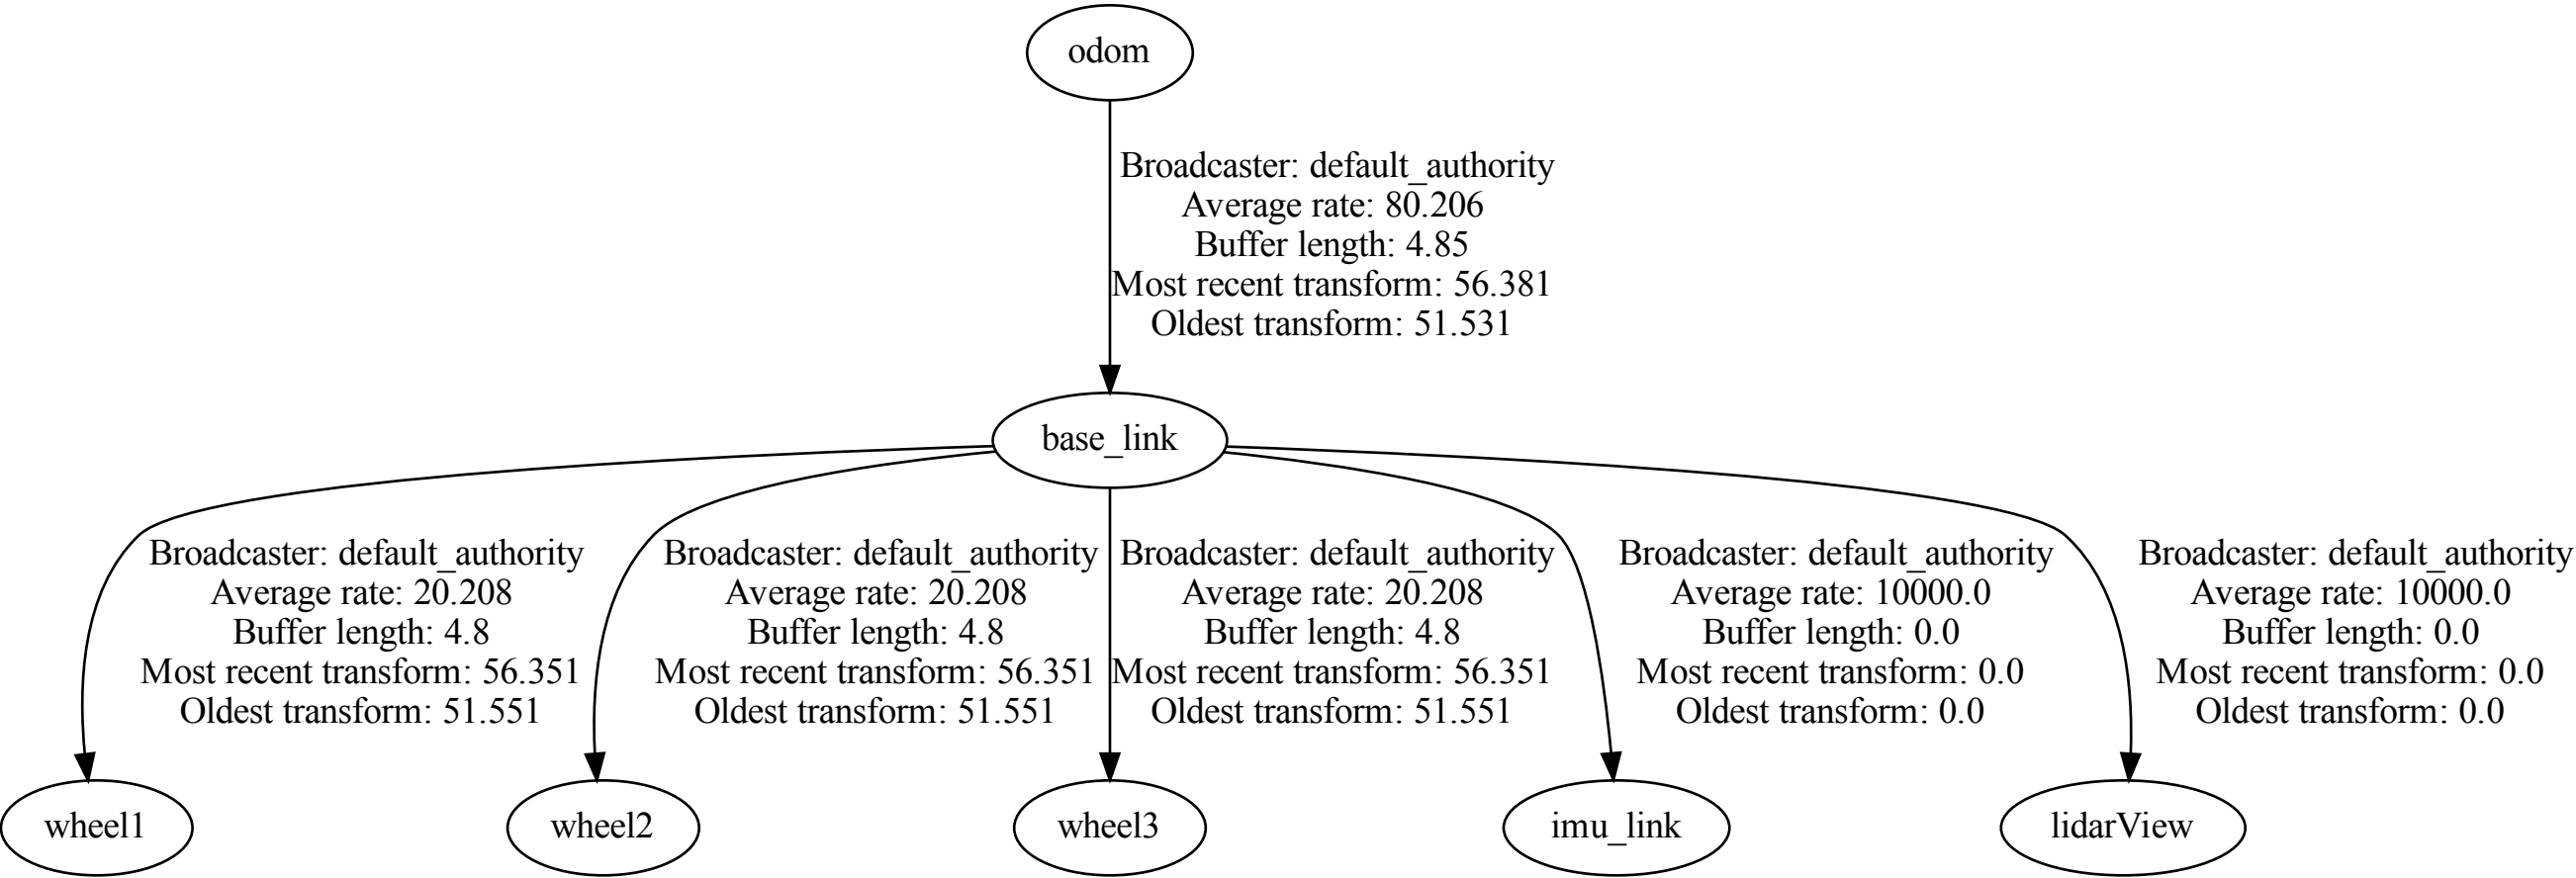 odom
Broadcaster: default_authority
Average rate: 80.206
Buffer length: 4.85
Most recent transform: 56.381
Oldest transform: 51.531
base_link
Broadcaster: default_authority
Average rate: 20.208
Buffer length: 4.8
Most recent transform: 56.351
Oldest transform: 51.551
Broadcaster: default_authority
Average rate: 20.208
Buffer length: 4.8
Most recent transform: 56.351
Oldest transform: 51.551
Broadcaster: default_authority
Average rate: 20.208
Buffer length: 4.8
Most recent transform: 56.351
Oldest transform: 51.551
Broadcaster: default_authority
Average rate: 10000.0
Buffer length: 0.0
Most recent transform: 0.0
Oldest transform: 0.0
Broadcaster: default_authority
Average rate: 10000.0
Buffer length: 0.0
Most recent transform: 0.0
Oldest transform: 0.0
wheel1
wheel2
wheel3
imu_link
lidarView